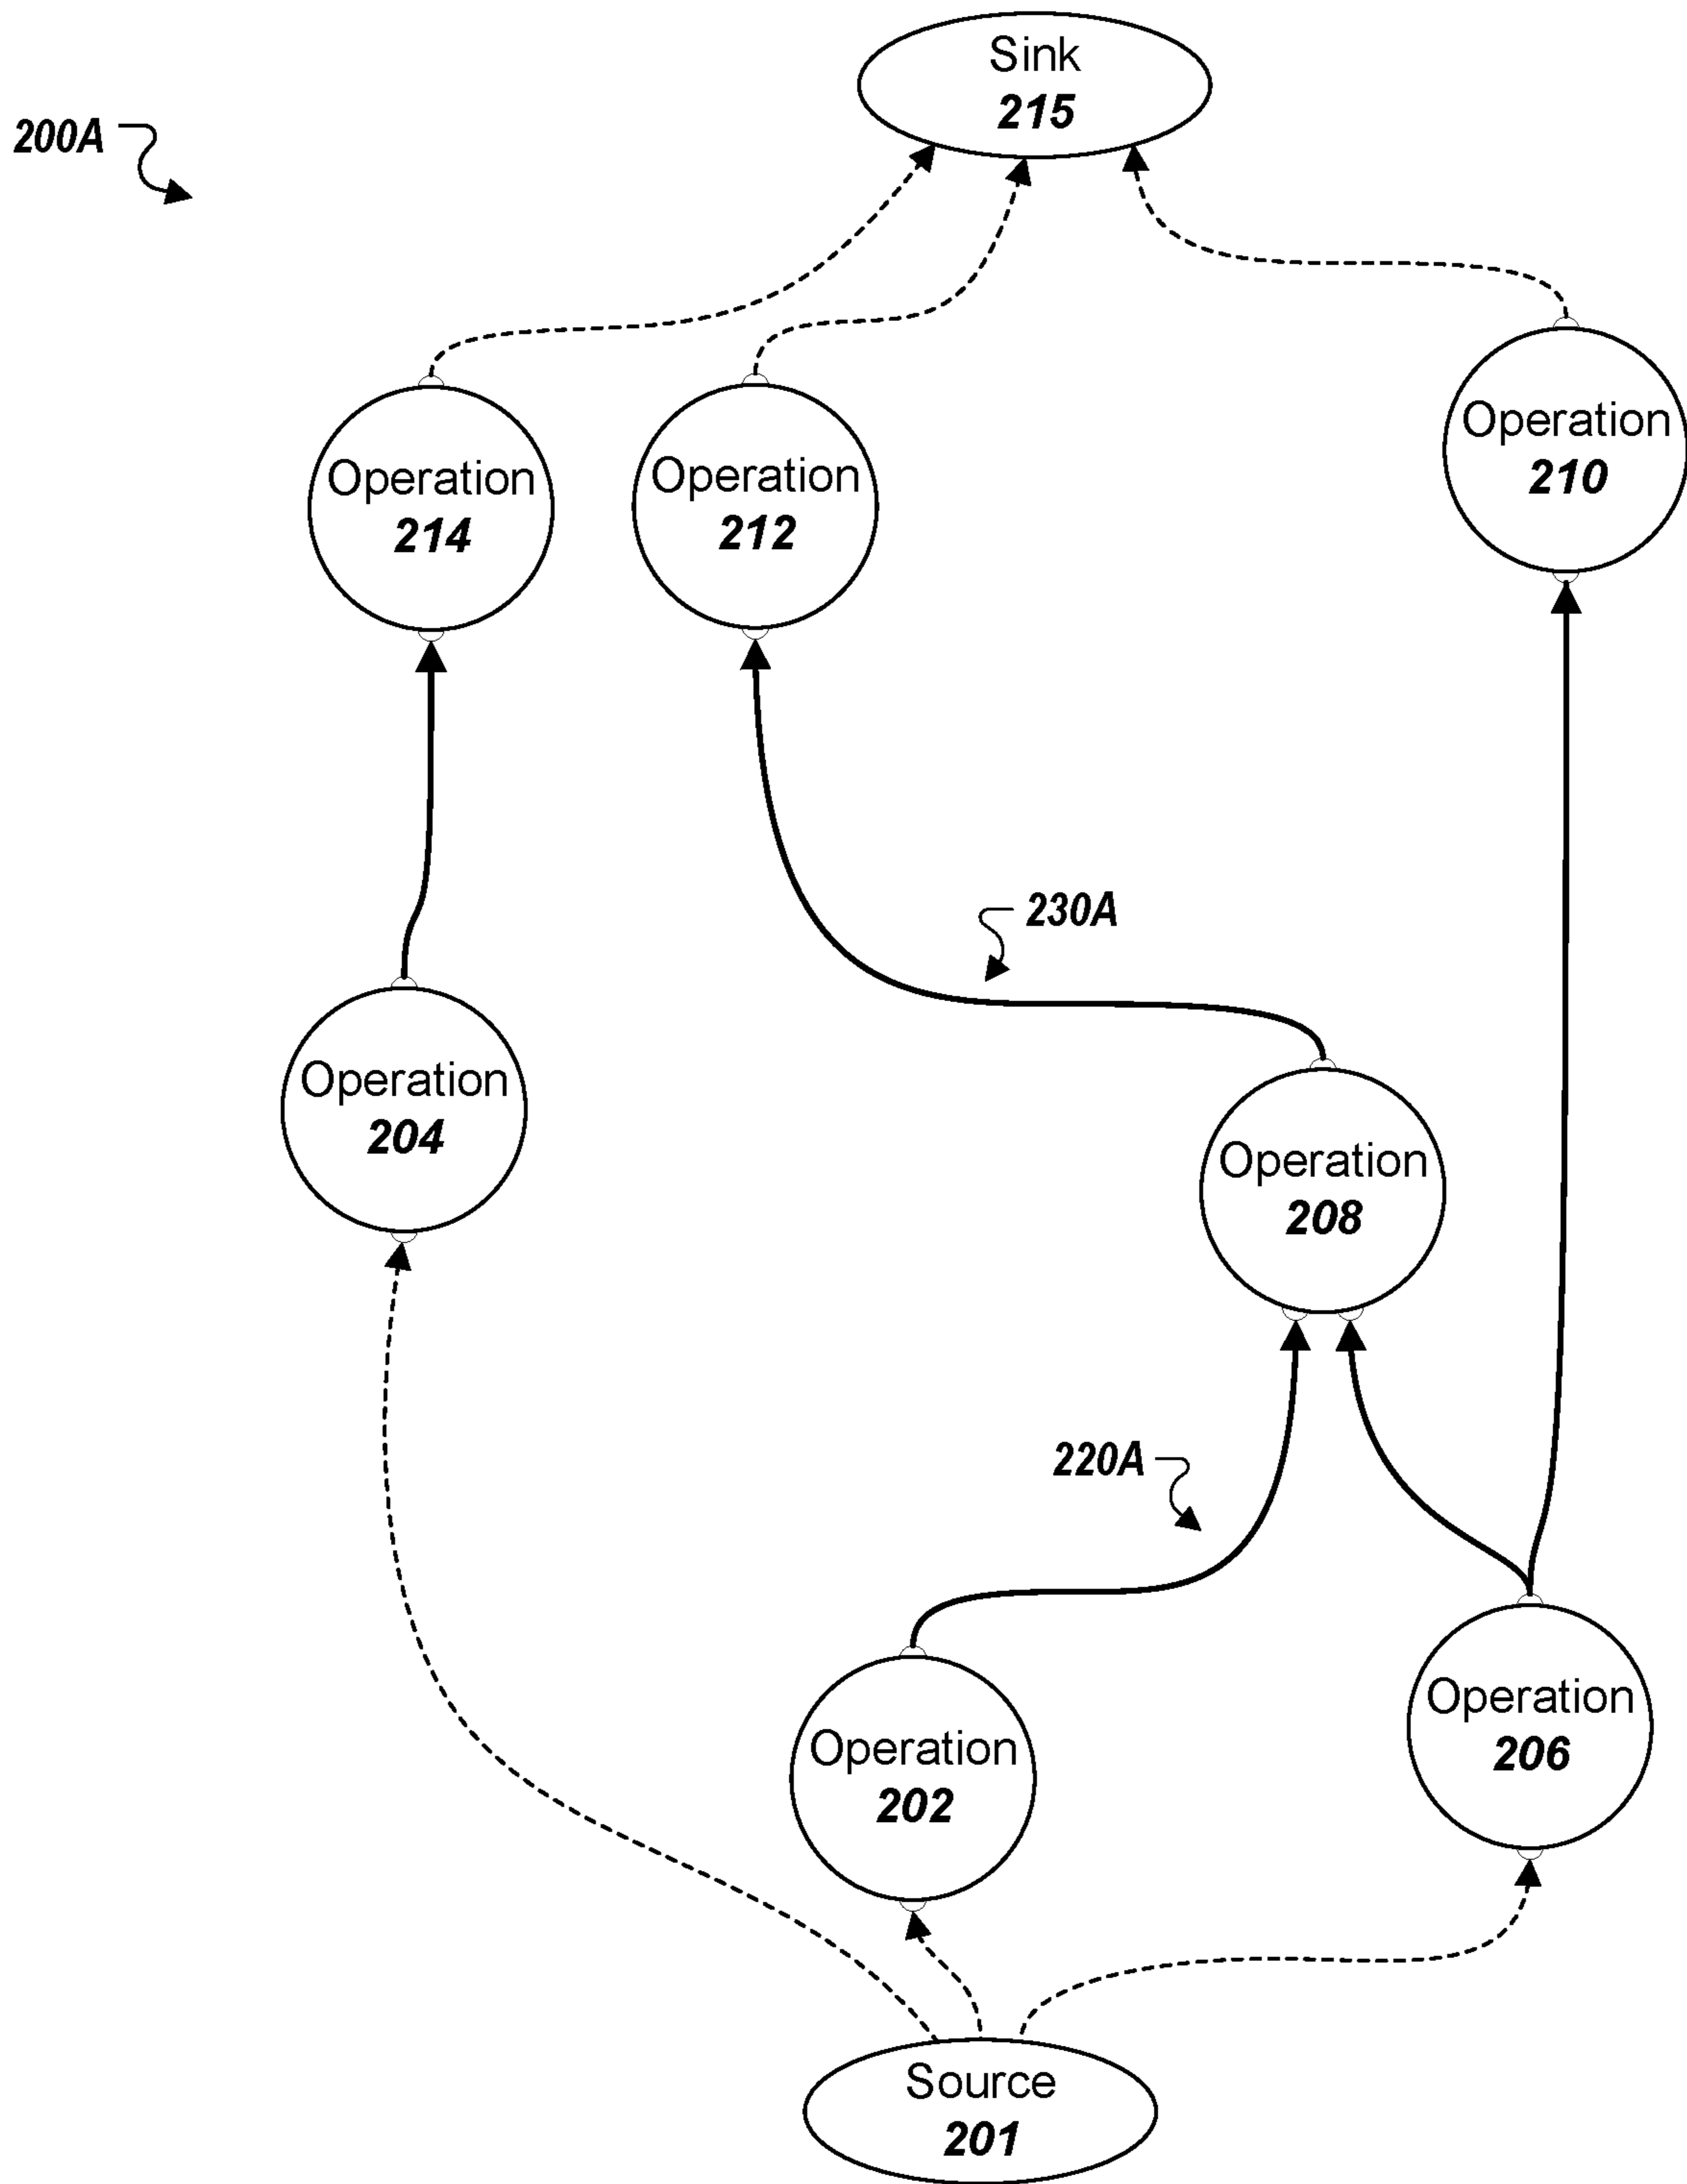 Sink
215
200A
Operation
214
Operation
212
Operation
210
230A
Operation
204
Operation
208
220A
Operation
202
Operation
206
Source
201